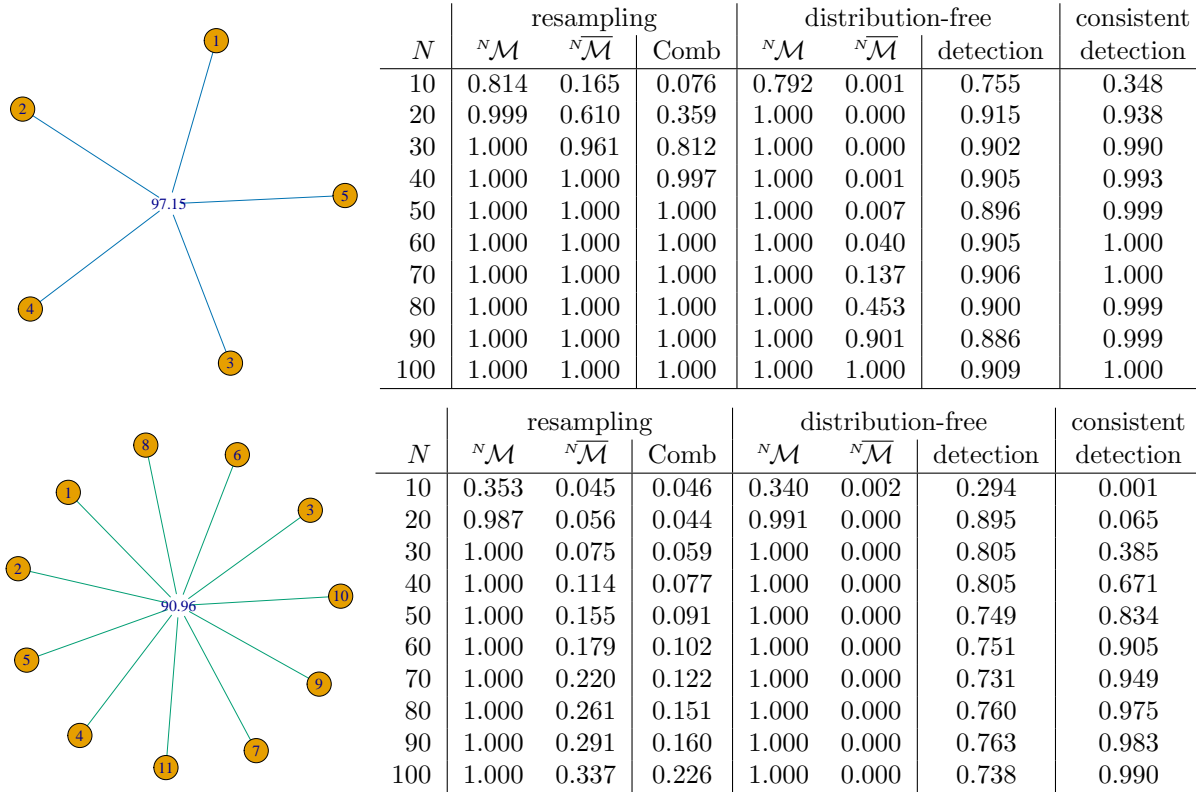 1
2
97.15
5
4
3
resampling distribution-free consistent
N ᴺℳ ᴺℳ̅ Comb ᴺℳ ᴺℳ̅ detection detection
10 0.814 0.165 0.076 0.792 0.001 0.755 0.348
20 0.999 0.610 0.359 1.000 0.000 0.915 0.938
30 1.000 0.961 0.812 1.000 0.000 0.902 0.990
40 1.000 1.000 0.997 1.000 0.001 0.905 0.993
50 1.000 1.000 1.000 1.000 0.007 0.896 0.999
60 1.000 1.000 1.000 1.000 0.040 0.905 1.000
70 1.000 1.000 1.000 1.000 0.137 0.906 1.000
80 1.000 1.000 1.000 1.000 0.453 0.900 0.999
90 1.000 1.000 1.000 1.000 0.901 0.886 0.999
100 1.000 1.000 1.000 1.000 1.000 0.909 1.000
8
6
1
3
2
90.96
10
5
9
4
7
11
resampling distribution-free consistent
N ᴺℳ ᴺℳ̅ Comb ᴺℳ ᴺℳ̅ detection detection
10 0.353 0.045 0.046 0.340 0.002 0.294 0.001
20 0.987 0.056 0.044 0.991 0.000 0.895 0.065
30 1.000 0.075 0.059 1.000 0.000 0.805 0.385
40 1.000 0.114 0.077 1.000 0.000 0.805 0.671
50 1.000 0.155 0.091 1.000 0.000 0.749 0.834
60 1.000 0.179 0.102 1.000 0.000 0.751 0.905
70 1.000 0.220 0.122 1.000 0.000 0.731 0.949
80 1.000 0.261 0.151 1.000 0.000 0.760 0.975
90 1.000 0.291 0.160 1.000 0.000 0.763 0.983
100 1.000 0.337 0.226 1.000 0.000 0.738 0.990